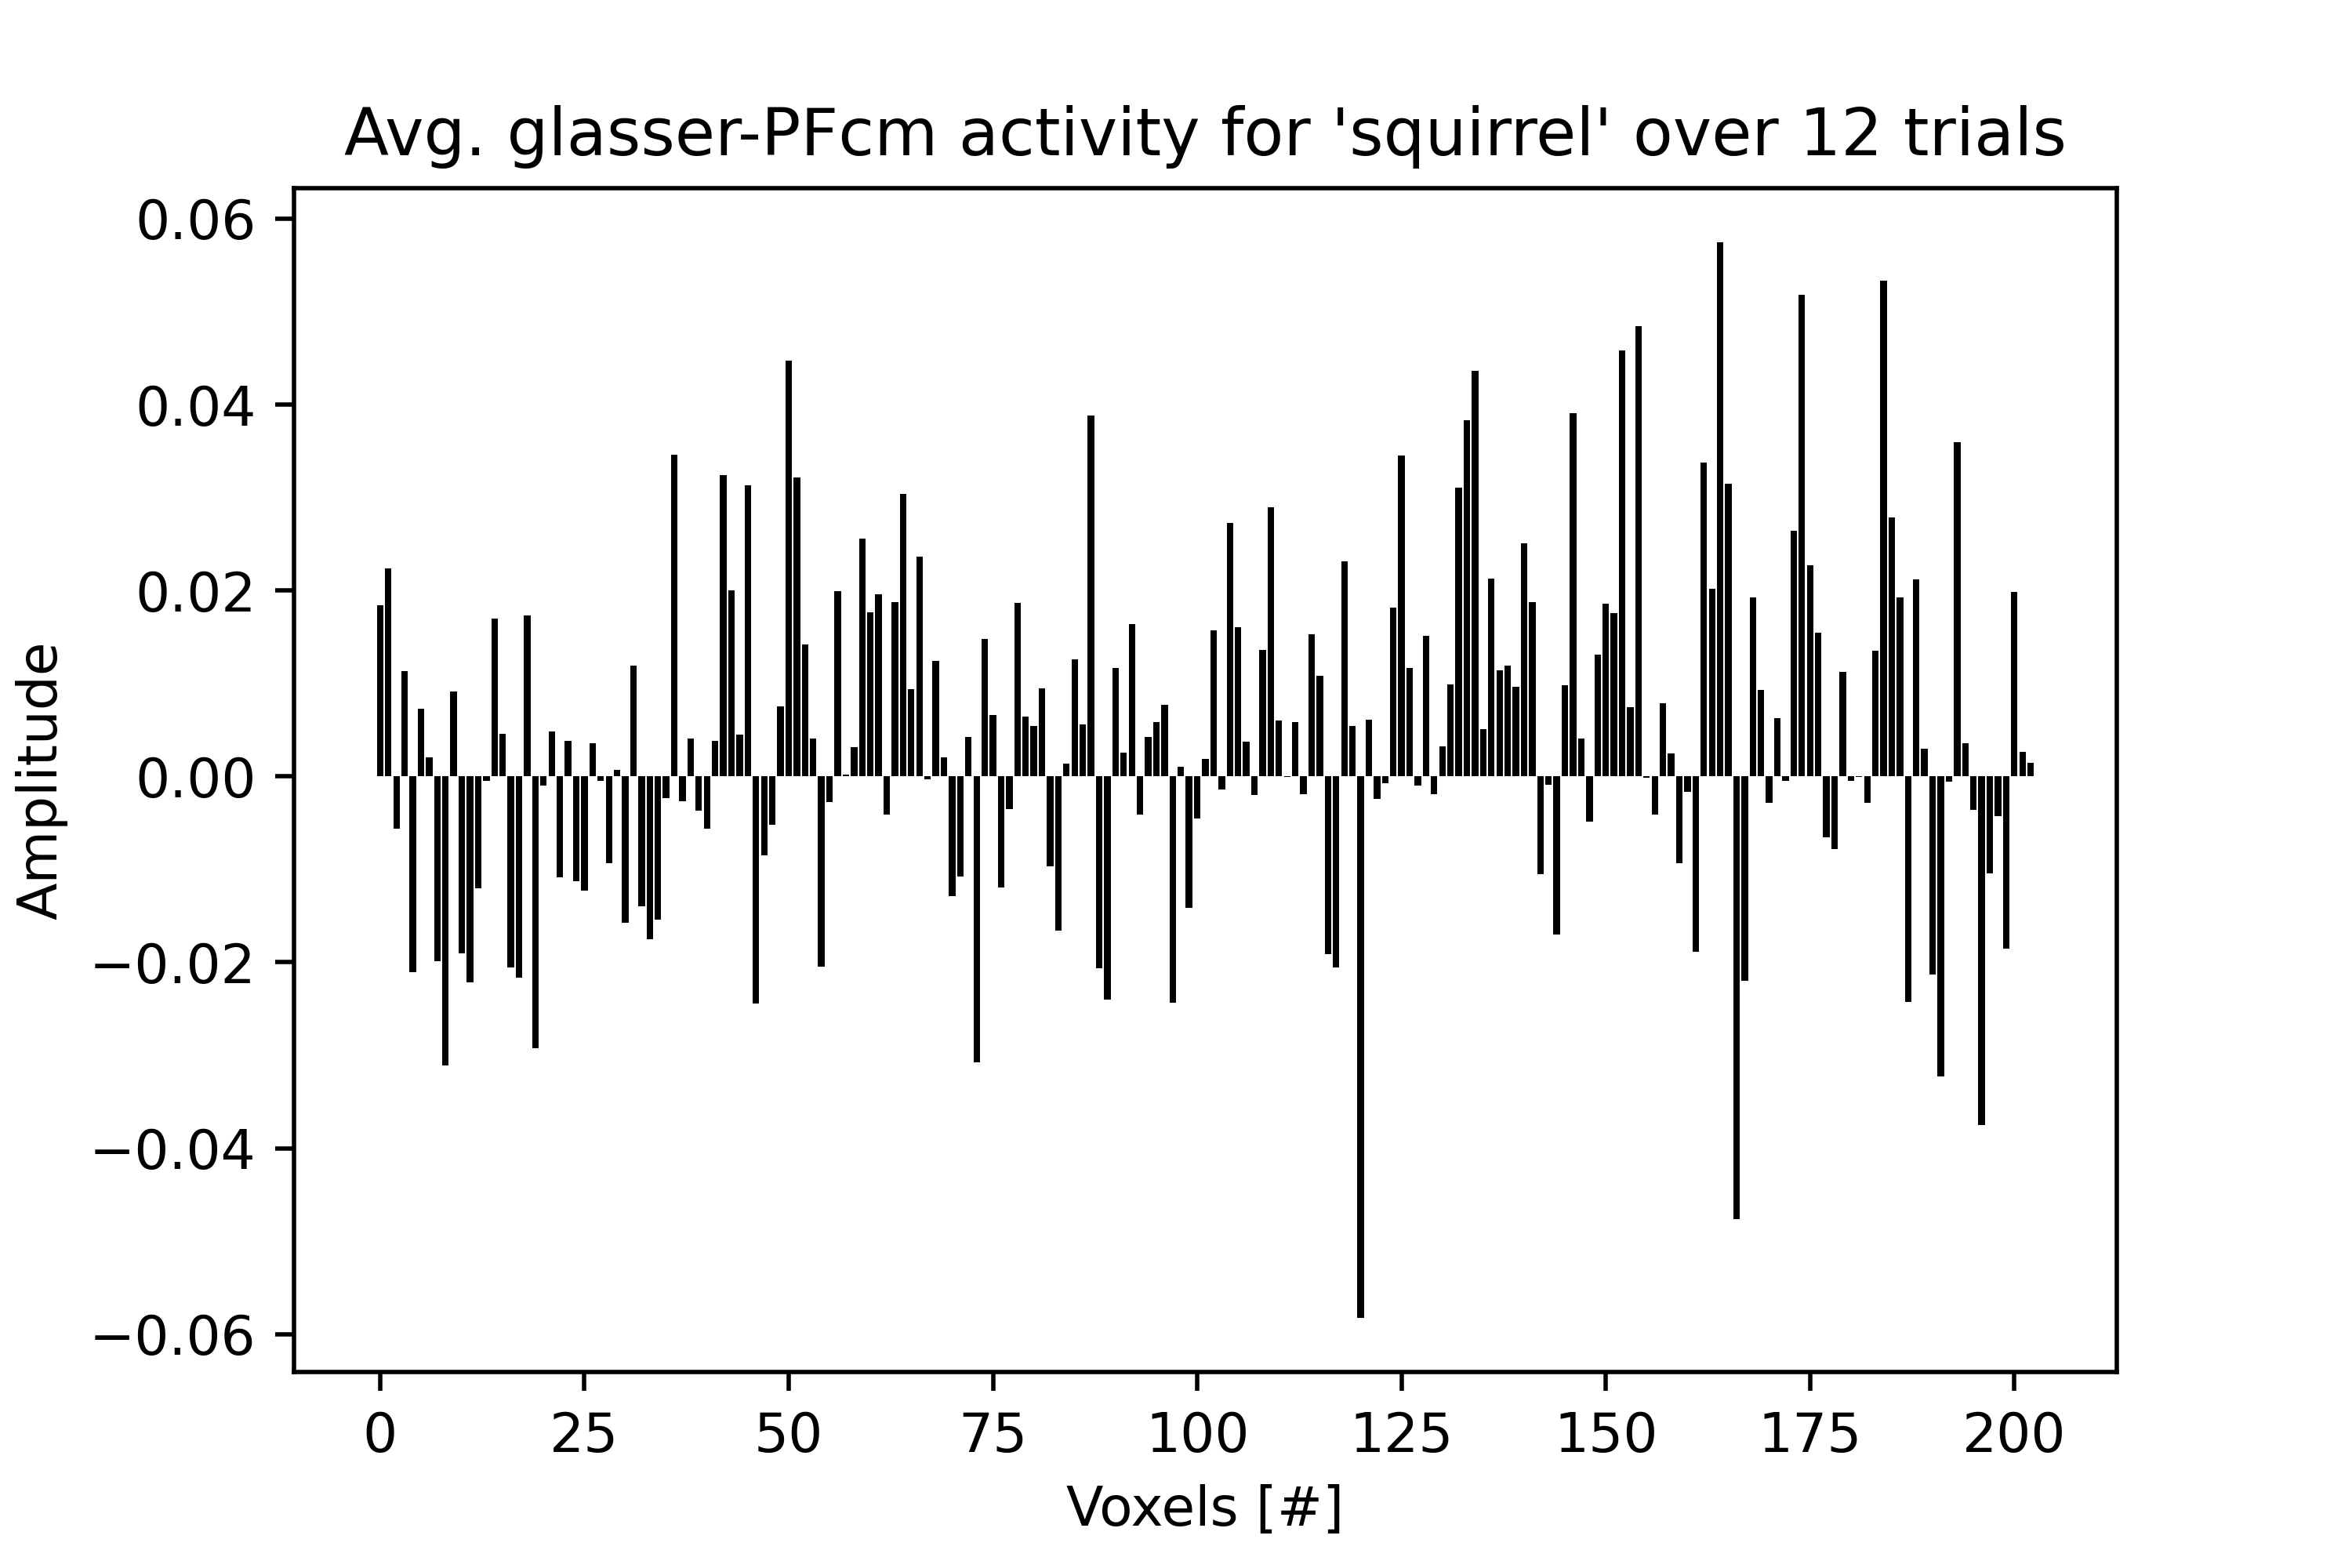 Avg. glasser-PFcm activity for 'squirrel' over 12 trials
0.06
0.04
0.02
0.00
−0.02
−0.04
−0.06
Amplitude
0 25 50 75 100 125 150 175 200
Voxels [#]